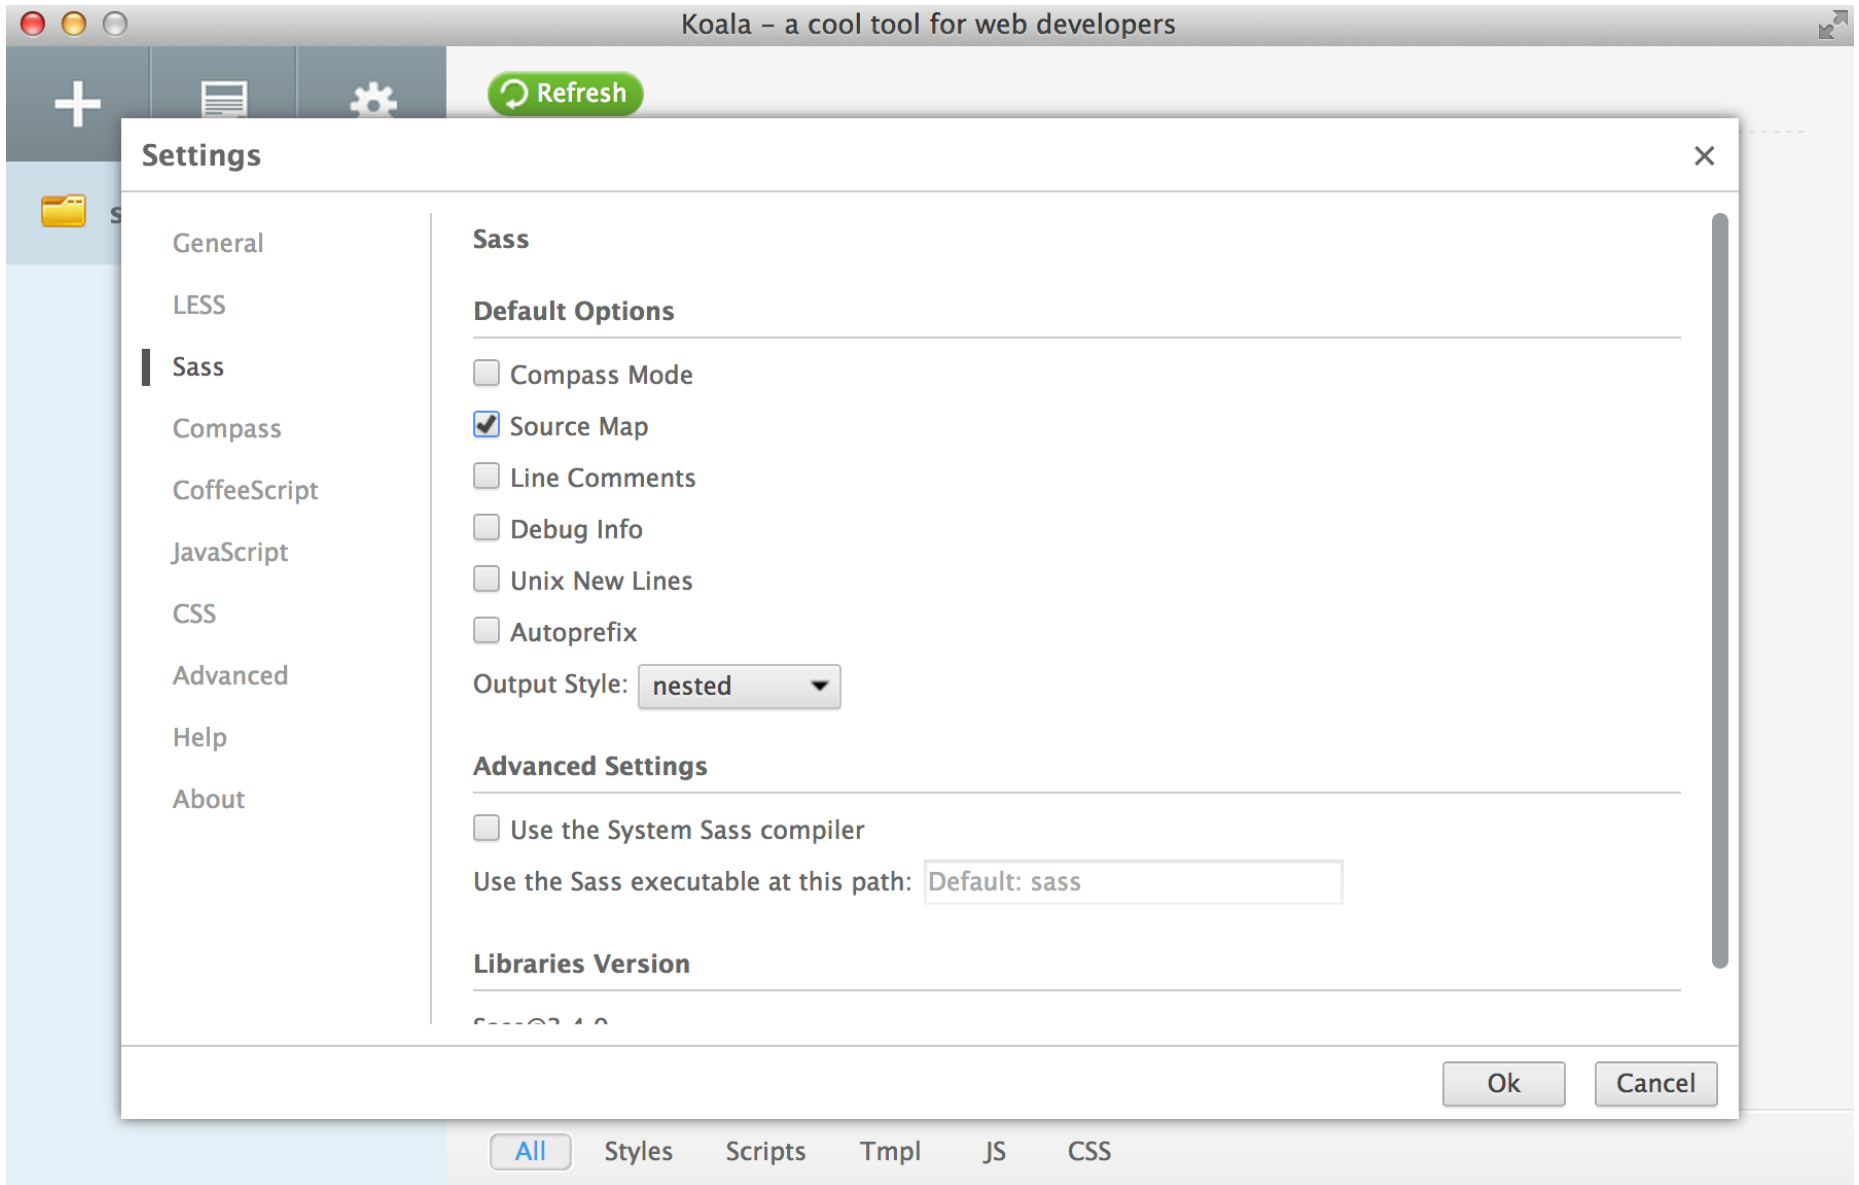 Koala – a cool tool for web developers
Refresh
Settings
s
General
LESS
Sass
Compass
CoffeeScript
JavaScript
CSS
Advanced
Help
About
Sass
Default Options
Compass Mode
Source Map
Line Comments
Debug Info
Unix New Lines
Autoprefix
Output Style: nested
Advanced Settings
Use the System Sass compiler
Use the Sass executable at this path: Default: sass
Libraries Version
Ok Cancel
All Styles Scripts Tmpl JS CSS